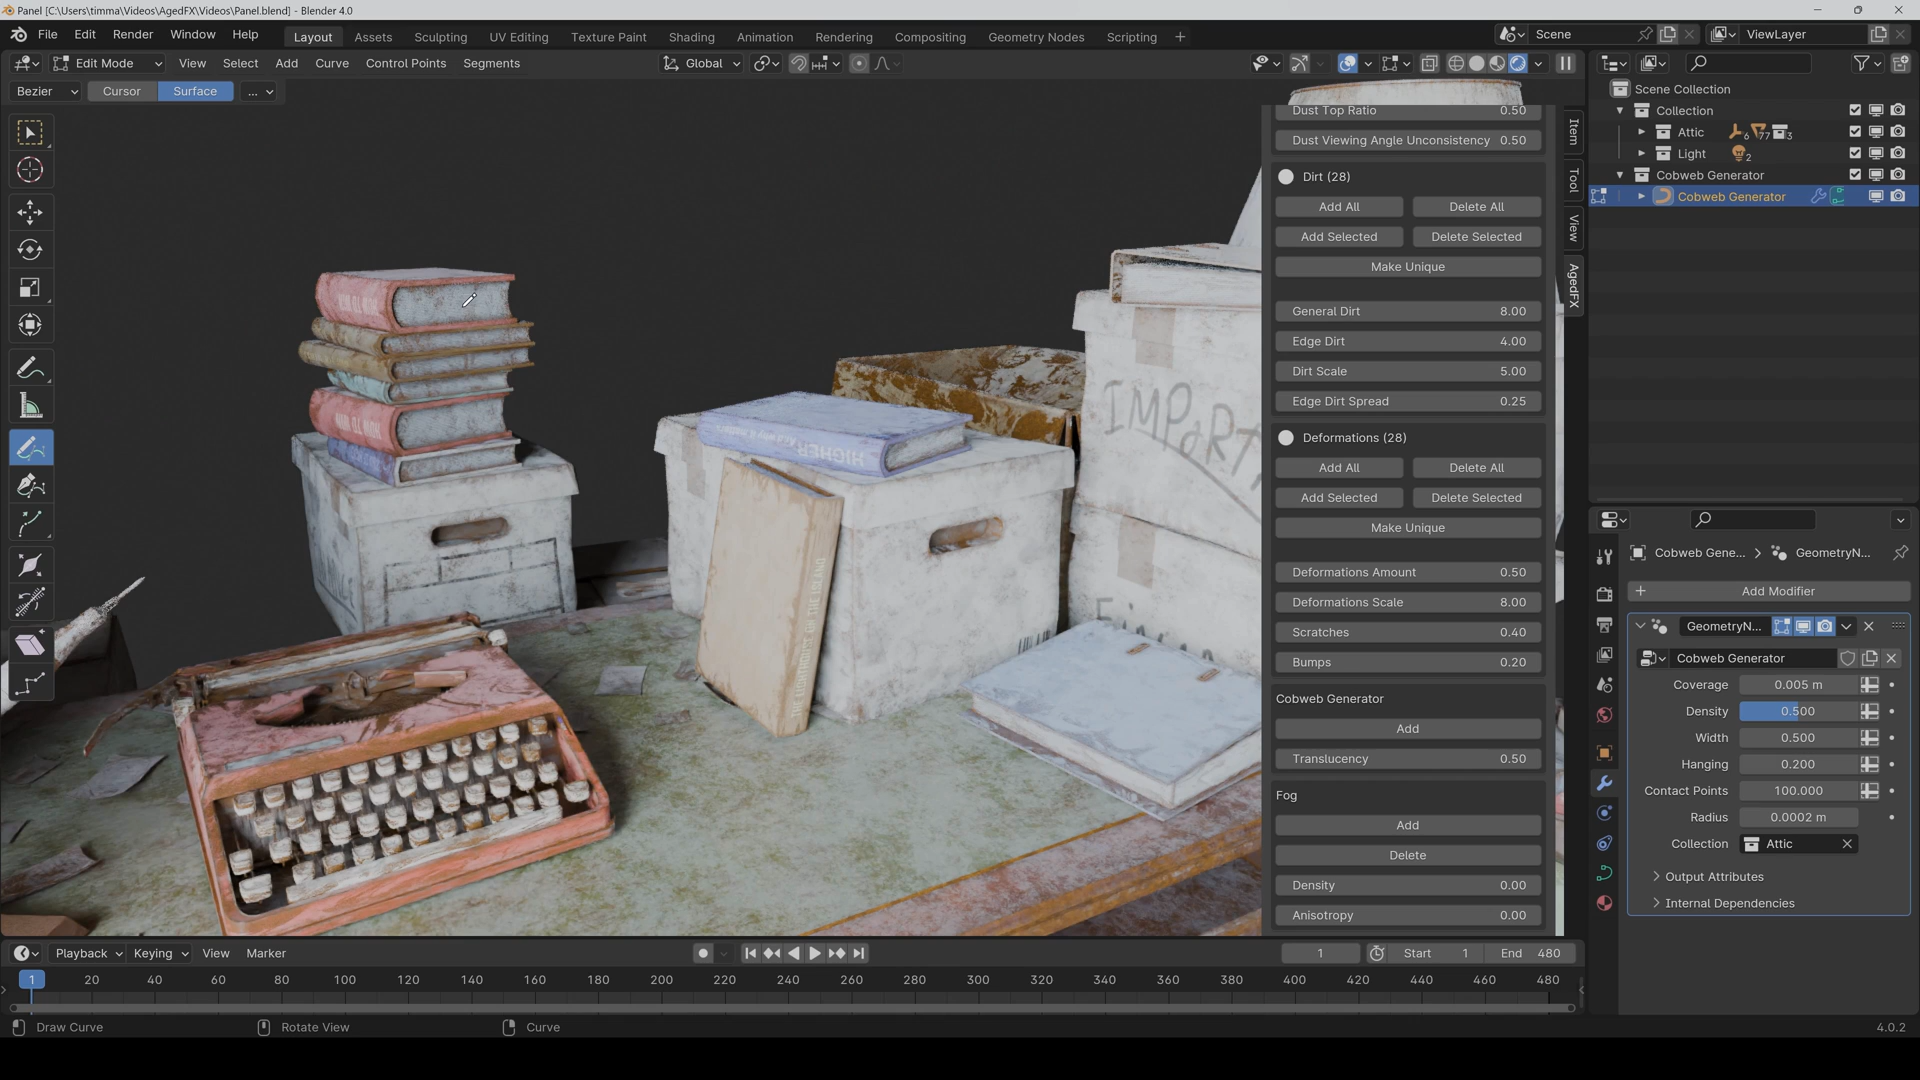 Panel [C:\Users\timma\Videos\AgedFX\Videos\Panel.blend] - Blender 4.0
File Edit Render Window Help
Layout Assets Sculpting UV Editing Texture Paint Shading Animation Rendering Compositing Geometry Nodes Scripting +
Scene
ViewLayer
Edit Mode View Select Add Curve Control Points Segments
Global
Bezier Cursor Surface ...
Scene Collection
Collection
Attic 6 77 3
Light 2
Cobweb Generator
Cobweb Generator
Item
Tool
View
AgedFX
Dust Top Ratio 0.50
Dust Viewing Angle Unconsistency 0.50
Dirt (28)
Add All Delete All
Add Selected Delete Selected
Make Unique
General Dirt 8.00
Edge Dirt 4.00
Dirt Scale 5.00
Edge Dirt Spread 0.25
Deformations (28)
Add All Delete All
Add Selected Delete Selected
Make Unique
Deformations Amount 0.50
Deformations Scale 8.00
Scratches 0.40
Bumps 0.20
Cobweb Generator
Add
Translucency 0.50
Fog
Add
Delete
Density 0.00
Anisotropy 0.00
HOW TO WIN
HOW TO WIN
HIGHER
IMPORT
Cobweb Gene... > GeometryN...
+ Add Modifier
GeometryN...
Cobweb Generator
Coverage 0.005 m
Density 0.500
Width 0.500
Hanging 0.200
Contact Points 100.000
Radius 0.0002 m
Collection Attic
Output Attributes
Internal Dependencies
Playback Keying View Marker
1 Start 1 End 480
1 20 40 60 80 100 120 140 160 180 200 220 240 260 280 300 320 340 360 380 400 420 440 460 480
Draw Curve Rotate View Curve
4.0.2